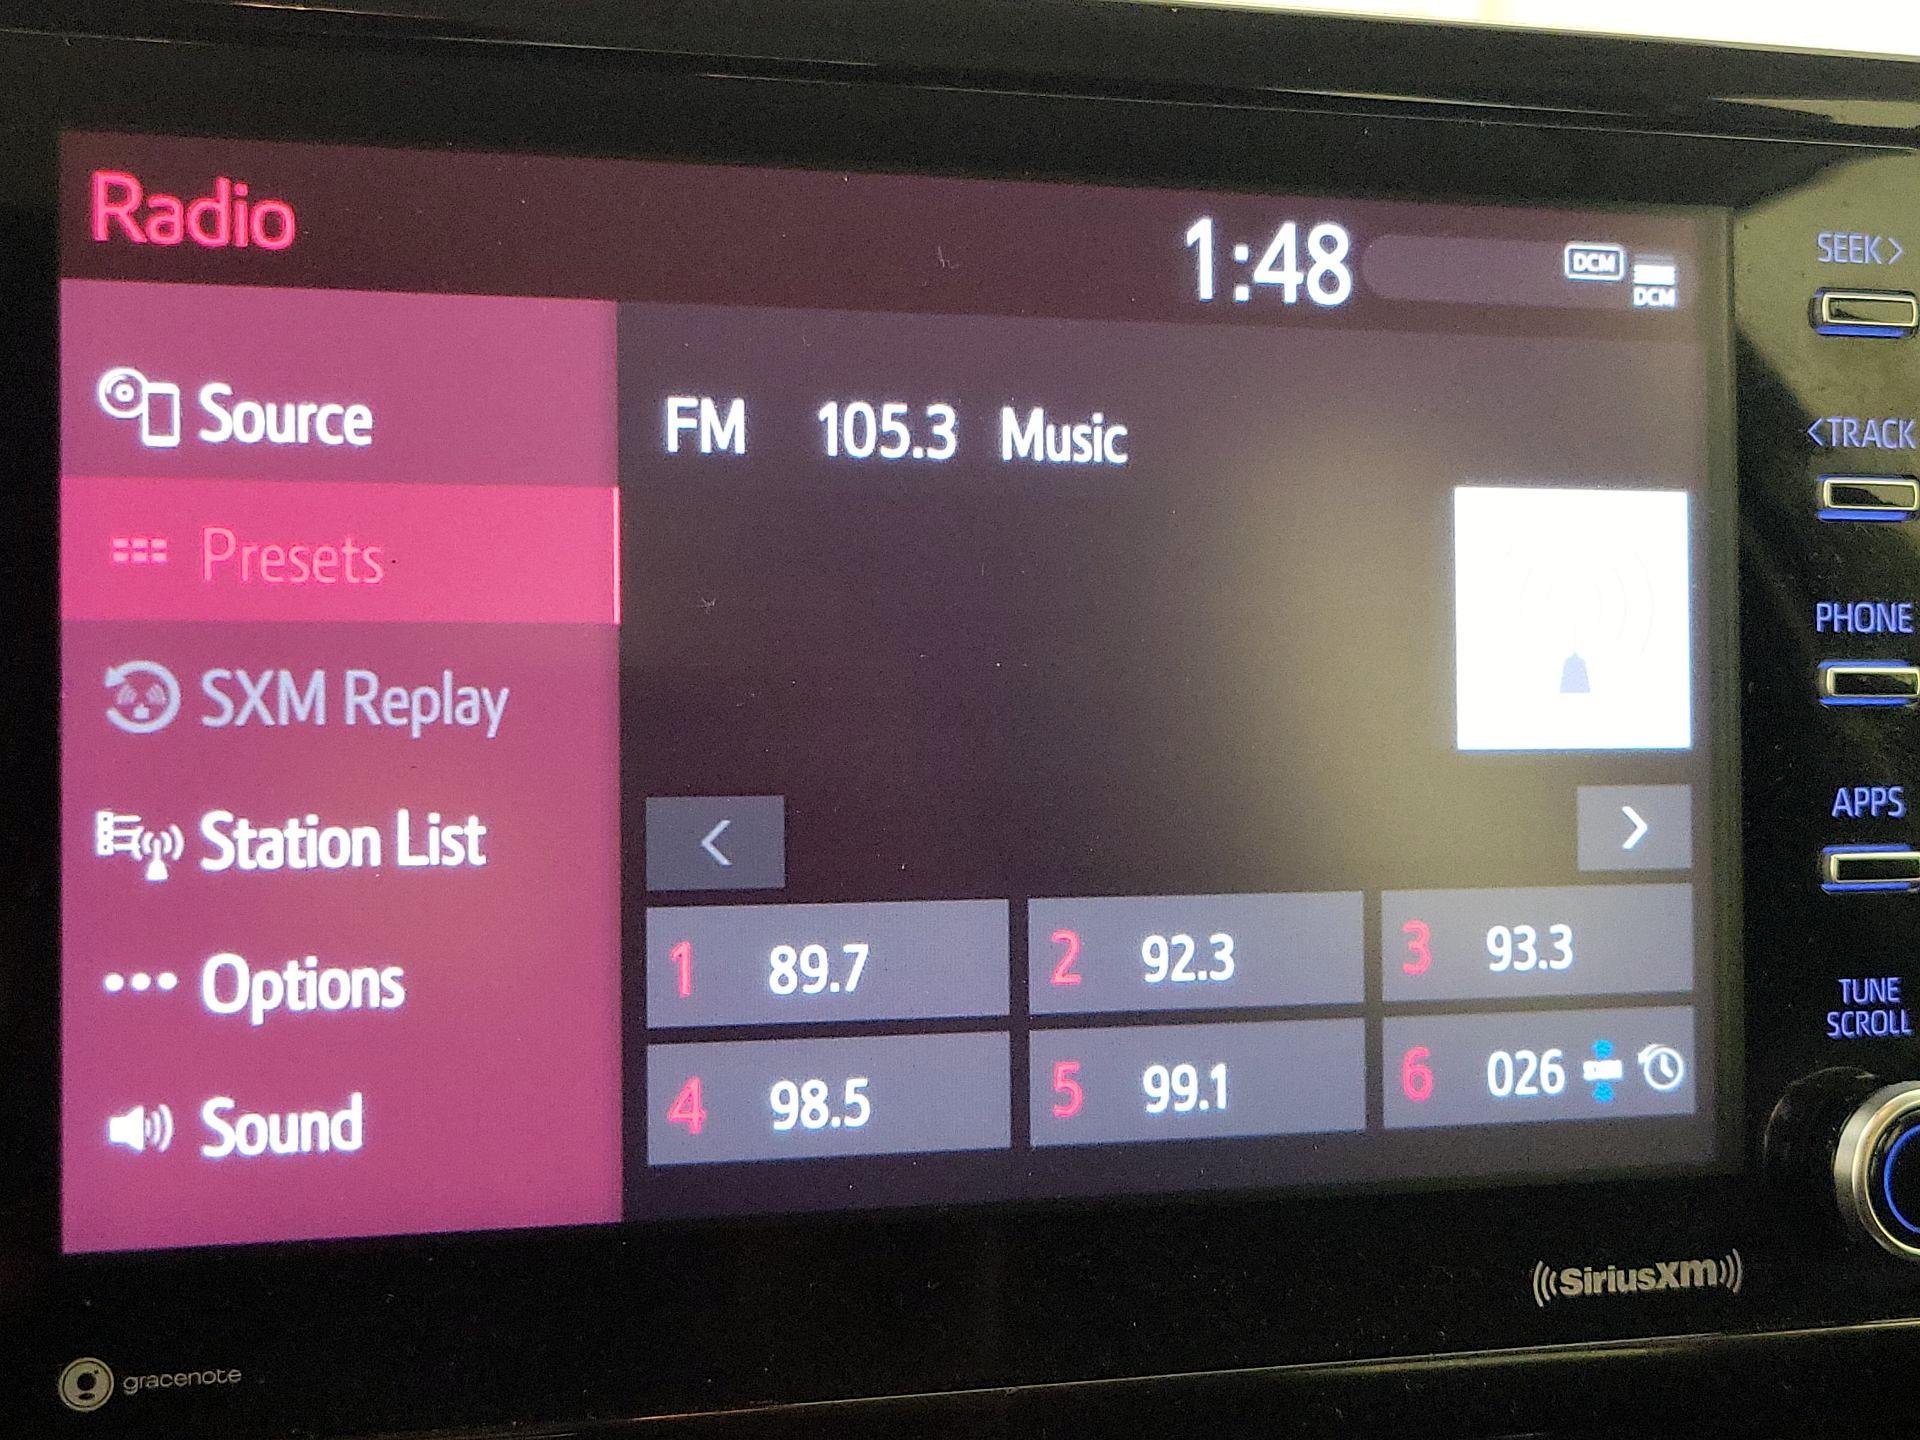 Radio
1:48
DCM
DCM
SEEK >
Source
FM 105.3 Music
< TRACK
Presets
SXM Replay
PHONE
Station List
< >
APPS
1 89.7
2 92.3
3 93.3
Options
TUNE
SCROLL
4 98.5
5 99.1
6 026
Sound
SiriusXM
gracenote